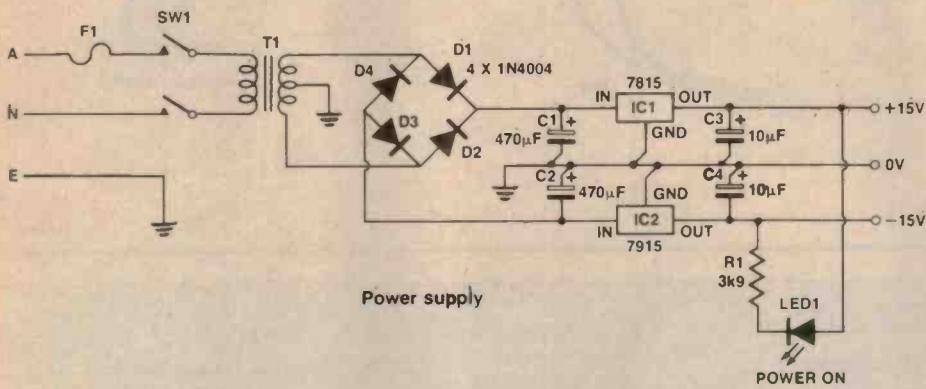 SW1
F1
T1
A
N
E
D1
4 X 1N4004
D4
D3
D2
7815
IN
IC1
OUT
GND
+15V
C1
+
470µF
C3
+
10µF
0V
C2
+
470µF
GND
C4
+
10µF
IN
IC2
OUT
7915
−15V
R1
3k9
LED1
POWER ON
Power supply